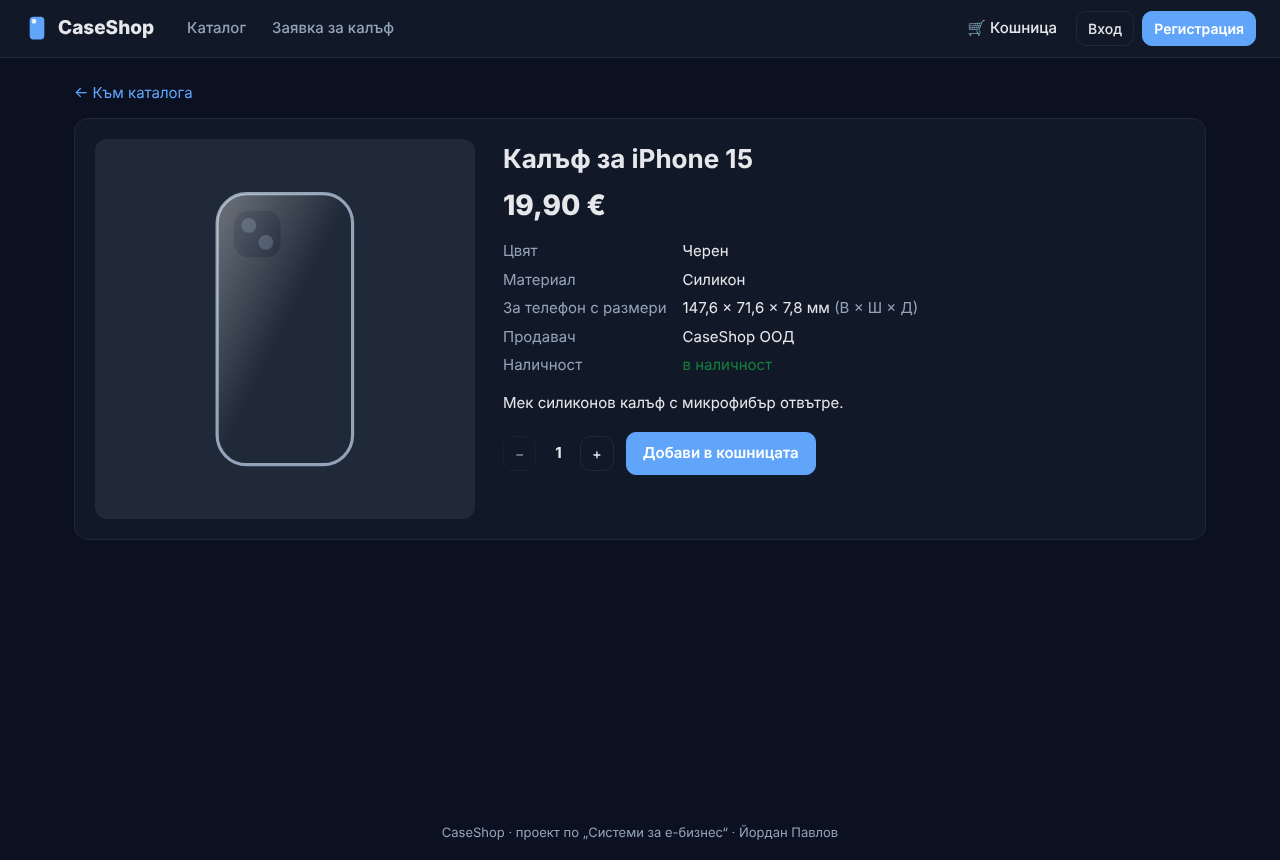 CaseShop Каталог Заявка за калъф 🛒 Кошница Вход Регистрация
← Към каталога
Калъф за iPhone 15
19,90 €
Цвят Черен
Материал Силикон
За телефон с размери 147,6 × 71,6 × 7,8 мм (В × Ш × Д)
Продавач CaseShop ООД
Наличност в наличност
Мек силиконов калъф с микрофибър отвътре.
− 1 + Добави в кошницата
CaseShop · проект по „Системи за е-бизнес“ · Йордан Павлов